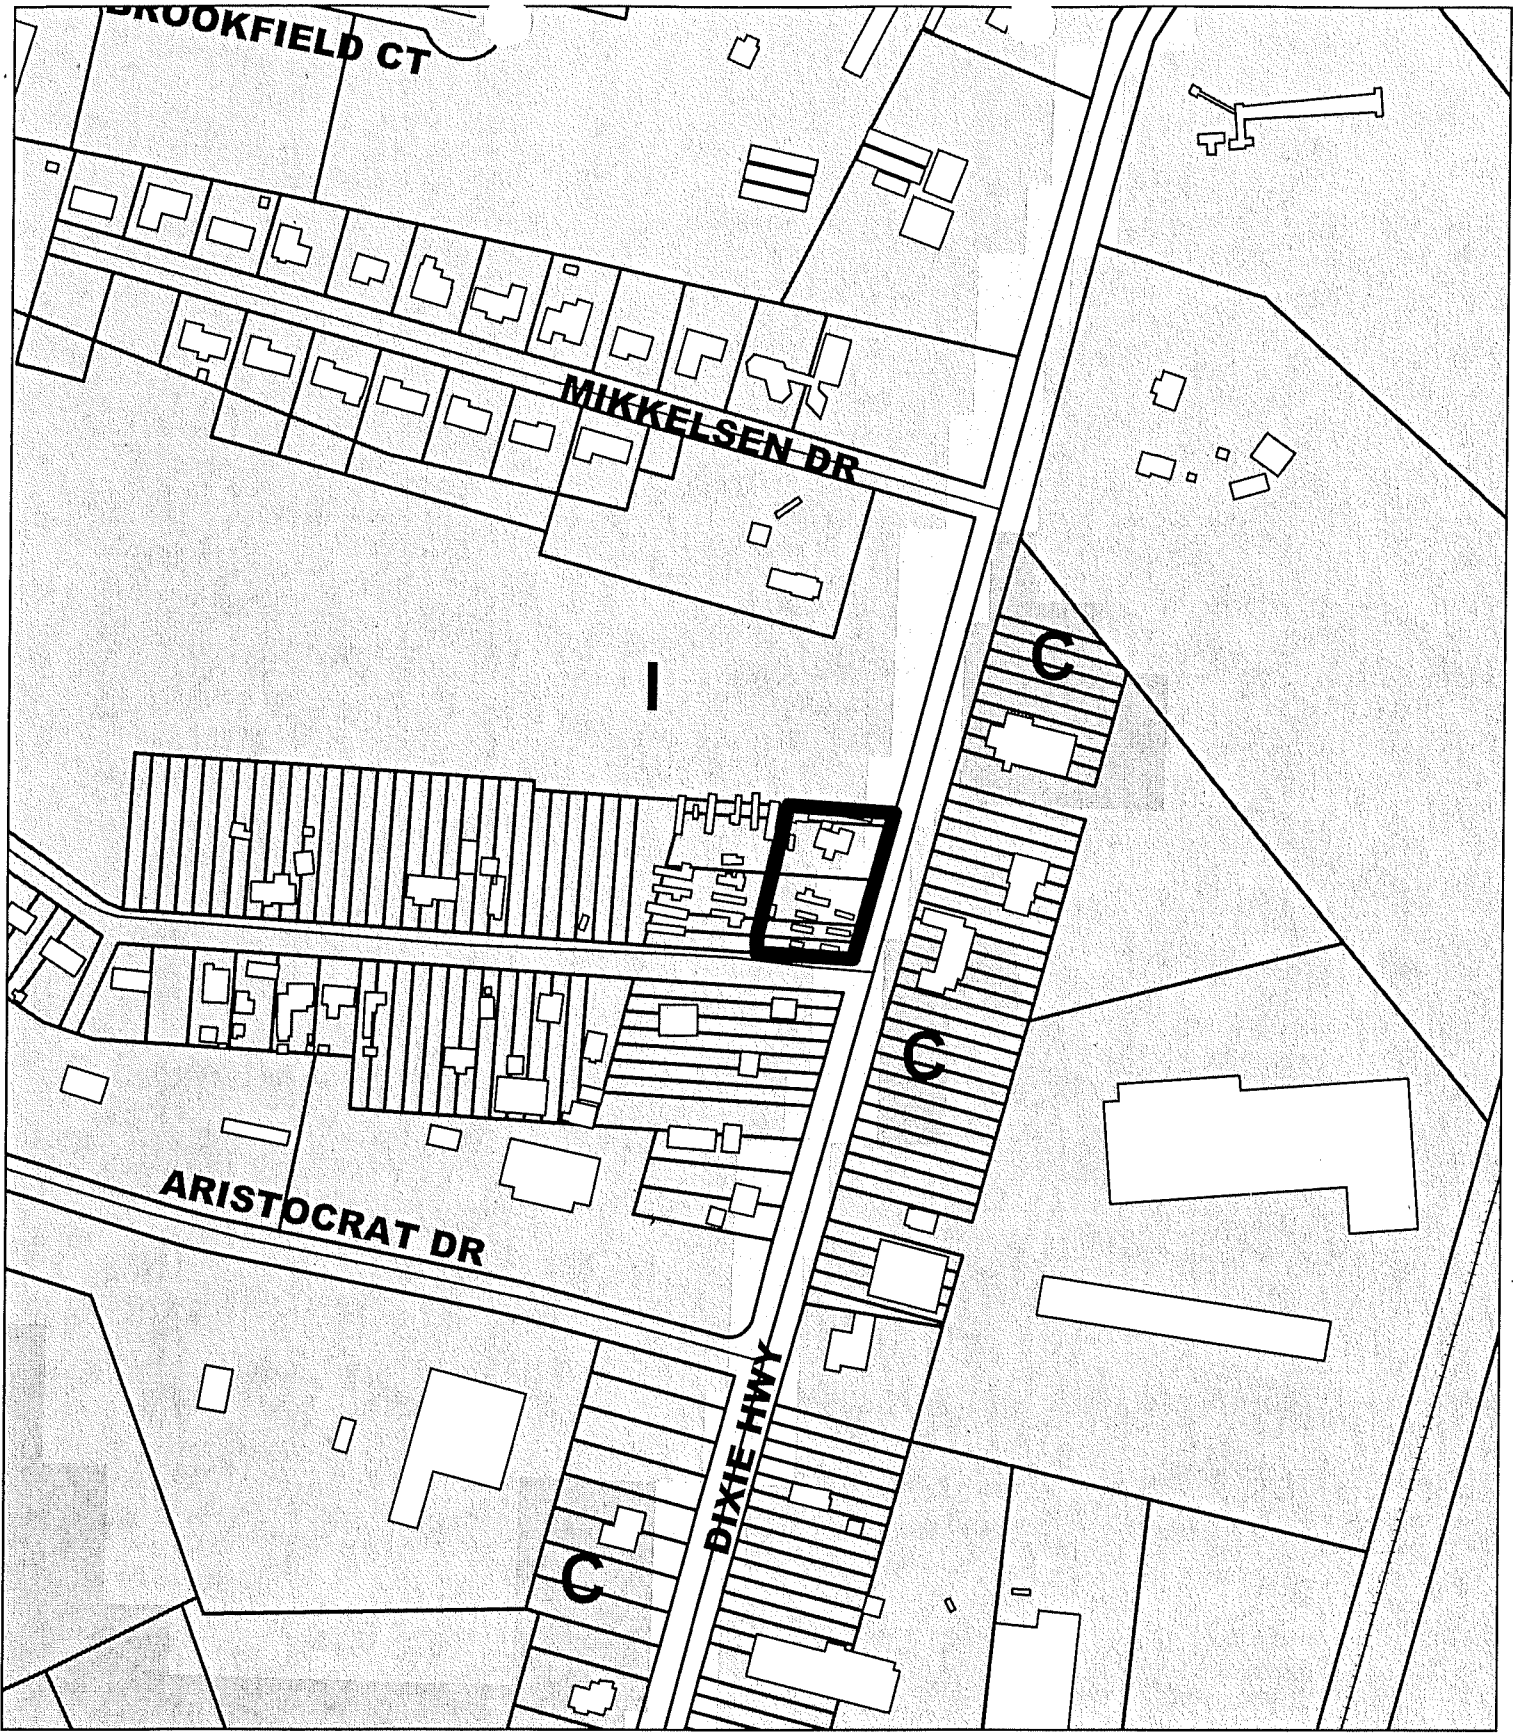 BROOKFIELD CT
MIKKELSEN DR
C
I
C
ARISTOCRAT DR
DIXIE HWY
C